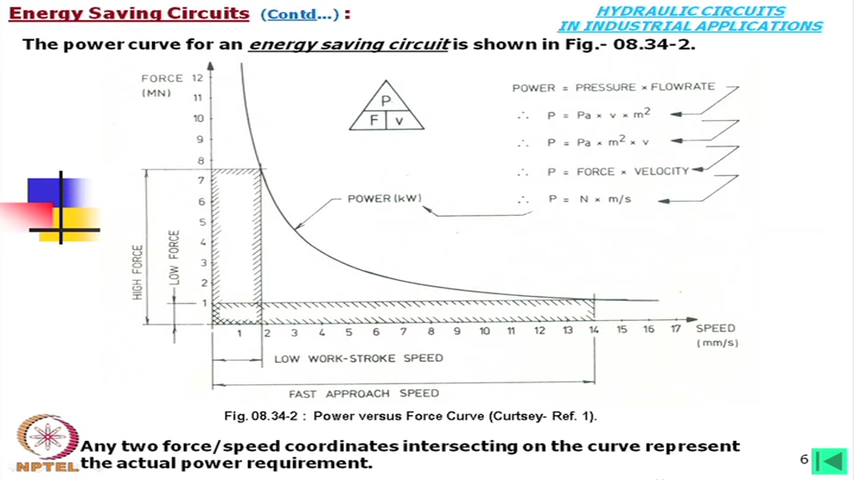 Energy Saving Circuits (Contd...) :
HYDRAULIC CIRCUITS
IN INDUSTRIAL APPLICATIONS
The power curve for an energy saving circuit is shown in Fig.- 08.34-2.
FORCE
(MN)
12
11
10
9
8
7
6
5
4
3
2
1
P
F v
POWER = PRESSURE × FLOWRATE
∴ P = Pa × v × m²
∴ P = Pa × m² × v
∴ P = FORCE × VELOCITY
∴ P = N × m/s
POWER (kW)
HIGH FORCE
LOW FORCE
1 2 3 4 5 6 7 8 9 10 11 12 13 14 15 16 17 SPEED
(mm/s)
LOW WORK-STROKE SPEED
FAST APPROACH SPEED
Fig. 08.34-2 : Power versus Force Curve (Curtsey- Ref. 1).
Any two force/speed coordinates intersecting on the curve represent
the actual power requirement.
NPTEL
6